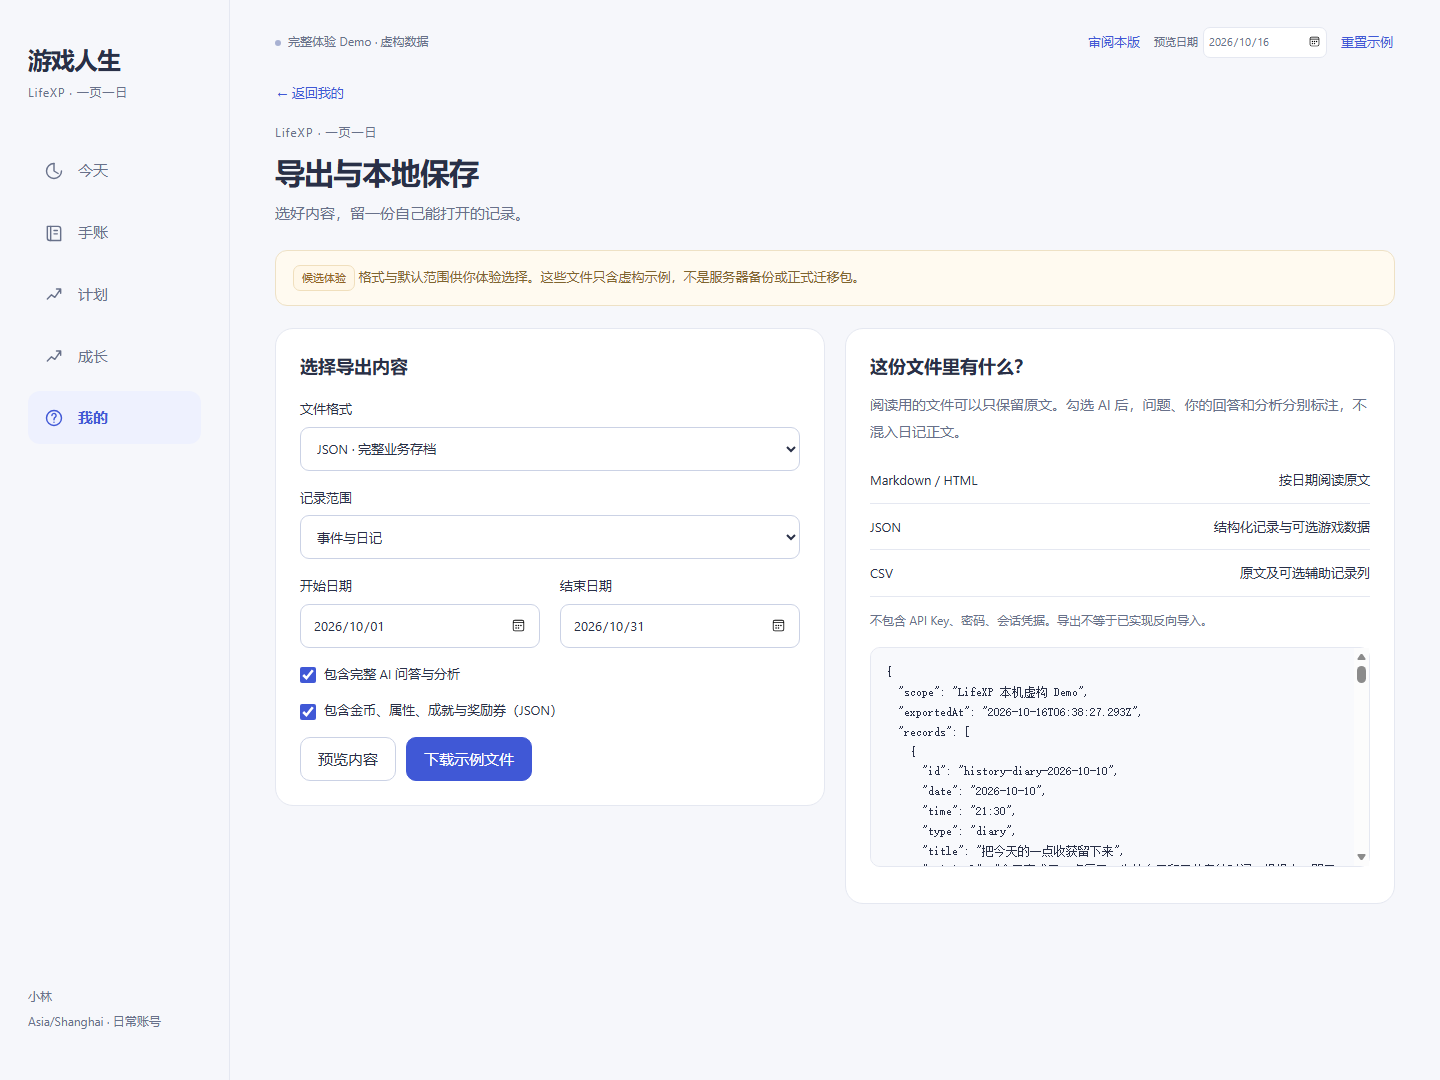 游戏人生
LifeXP · 一页一日
今天
手账
计划
成长
我的
小林
Asia/Shanghai · 日常账号
完整体验 Demo · 虚构数据
审阅本版
预览日期
2026/10/16
重置示例
← 返回我的
LifeXP · 一页一日
导出与本地保存
选好内容，留一份自己能打开的记录。
候选体验 格式与默认范围供你体验选择。这些文件只含虚构示例，不是服务器备份或正式迁移包。
选择导出内容
文件格式
JSON · 完整业务存档
记录范围
事件与日记
开始日期
结束日期
2026/10/01
2026/10/31
包含完整 AI 问答与分析
包含金币、属性、成就与奖励券（JSON）
预览内容
下载示例文件
这份文件里有什么？
阅读用的文件可以只保留原文。勾选 AI 后，问题、你的回答和分析分别标注，不
混入日记正文。
Markdown / HTML
按日期阅读原文
JSON
结构化记录与可选游戏数据
CSV
原文及可选辅助记录列
不包含 API Key、密码、会话凭据。导出不等于已实现反向导入。
{
"scope": "LifeXP 本机虚构 Demo",
"exportedAt": "2026-10-16T06:38:27.293Z",
"records": [
{
"id": "history-diary-2026-10-10",
"date": "2026-10-10",
"time": "21:30",
"type": "diary",
"title": "把今天的一点收获留下来",